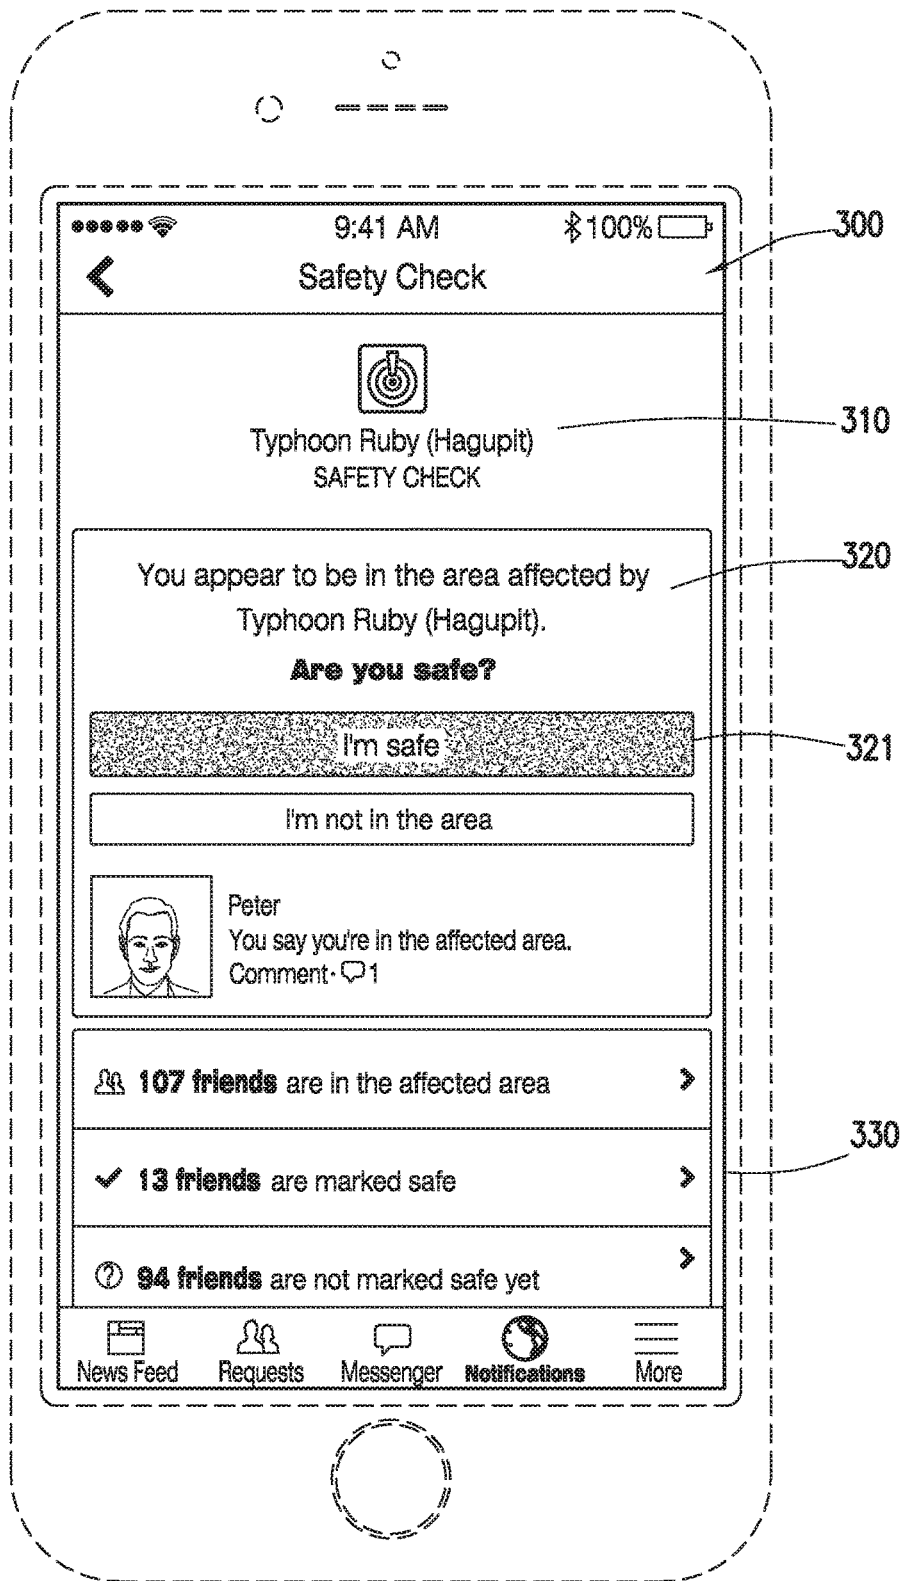 9:41 AM 100%
300
Safety Check
Typhoon Ruby (Hagupit)
310
SAFETY CHECK
You appear to be in the area affected by
320
Typhoon Ruby (Hagupit).
Are you safe?
I'm safe
321
I'm not in the area
Peter
You say you're in the affected area.
Comment · 1
107 friends are in the affected area
330
13 friends are marked safe
94 friends are not marked safe yet
News Feed Requests Messenger Notifications More